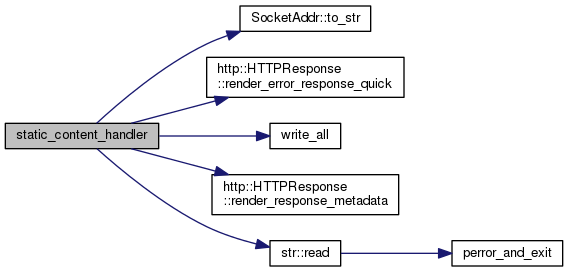 SocketAddr::to_str
http::HTTPResponse
::render_error_response_quick
static_content_handler
write_all
http::HTTPResponse
::render_response_metadata
str::read
perror_and_exit